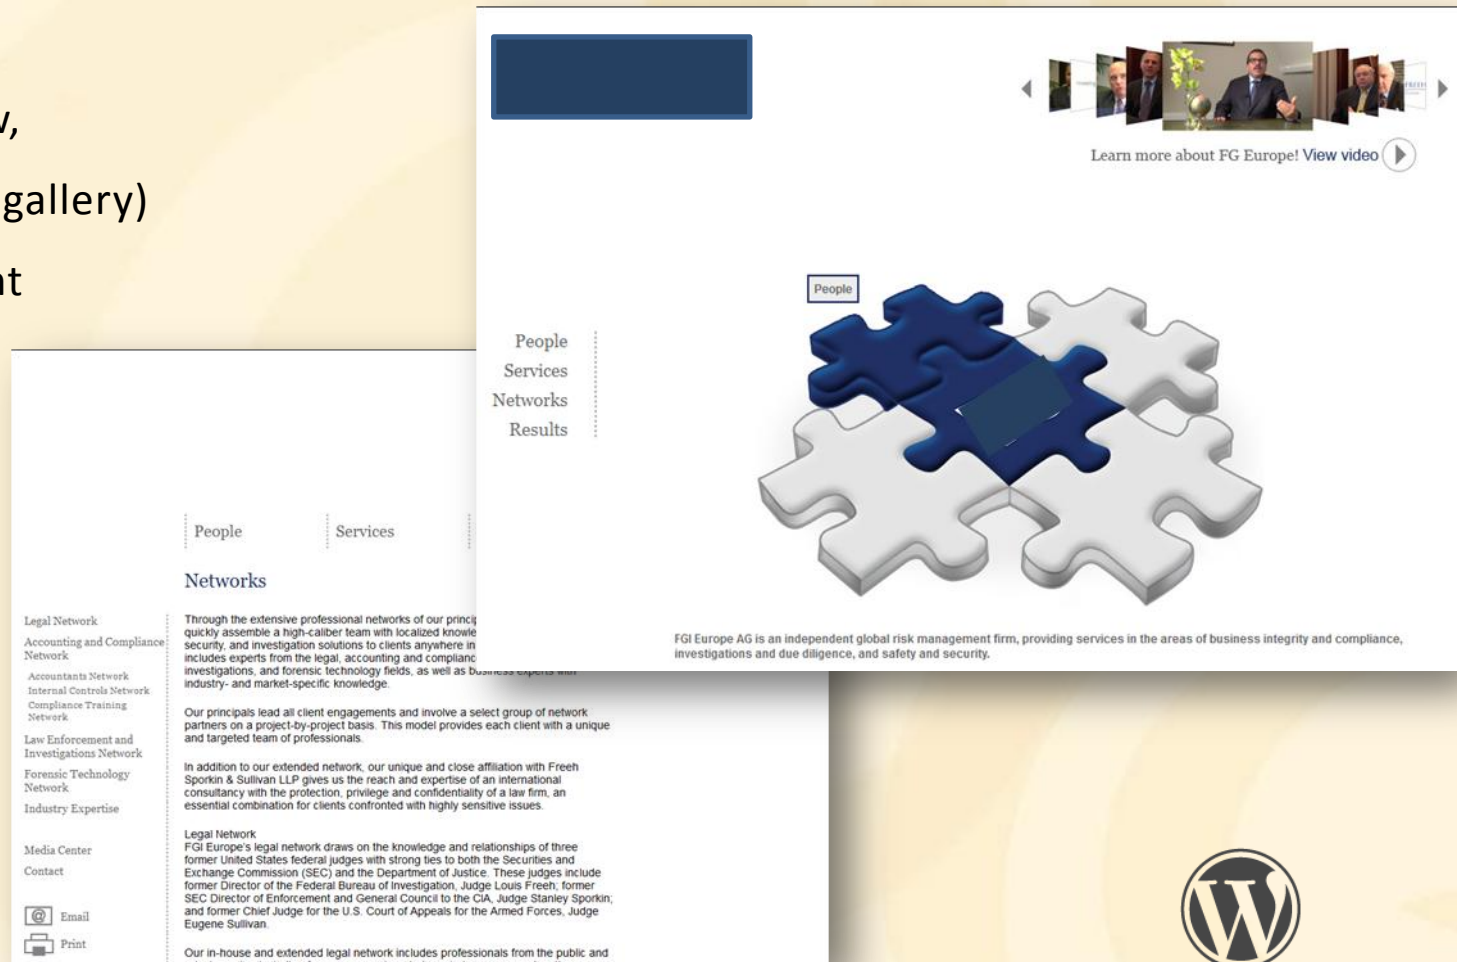 gallery)
Learn more about FG Europe! View video
People
People
Services
Networks
Results
FGI Europe AG is an independent global risk management firm, providing services in the areas of business integrity and compliance,
investigations and due diligence, and safety and security.
People
Services
Networks
Legal Network
Accounting and Compliance
Network
Accountants Network
Internal Controls Network
Compliance Training
Network
Law Enforcement and
Investigations Network
Forensic Technology
Network
Industry Expertise
Media Center
Contact
Email
Print
Through the extensive professional networks of our
quickly assemble a high-caliber team with localized
security, and investigation solutions to clients anywhere in
includes experts from the legal, accounting and
investigations, and forensic technology fields, as well as business experts with
industry- and market-specific knowledge.
Our principals lead all client engagements and involve a select group of network
partners on a project-by-project basis. This model provides each client with a unique
and targeted team of professionals.
In addition to our extended network, our unique and close affiliation with Freeh
Sporkin & Sullivan LLP gives us the reach and expertise of an international
consultancy with the protection, privilege and confidentiality of a law firm, an
essential combination for clients confronted with highly sensitive issues.
Legal Network
FGI Europe's legal network draws on the knowledge and relationships of three
former United States federal judges with strong ties to both the Securities and
Exchange Commission (SEC) and the Department of Justice. These judges include
former Director of the Federal Bureau of Investigation, Judge Louis Freeh; former
SEC Director of Enforcement and General Council to the CIA, Judge Stanley Sporkin;
and former Chief Judge for the U.S. Court of Appeals for the Armed Forces, Judge
Eugene Sullivan.
Our in-house and extended legal network includes professionals from the public and